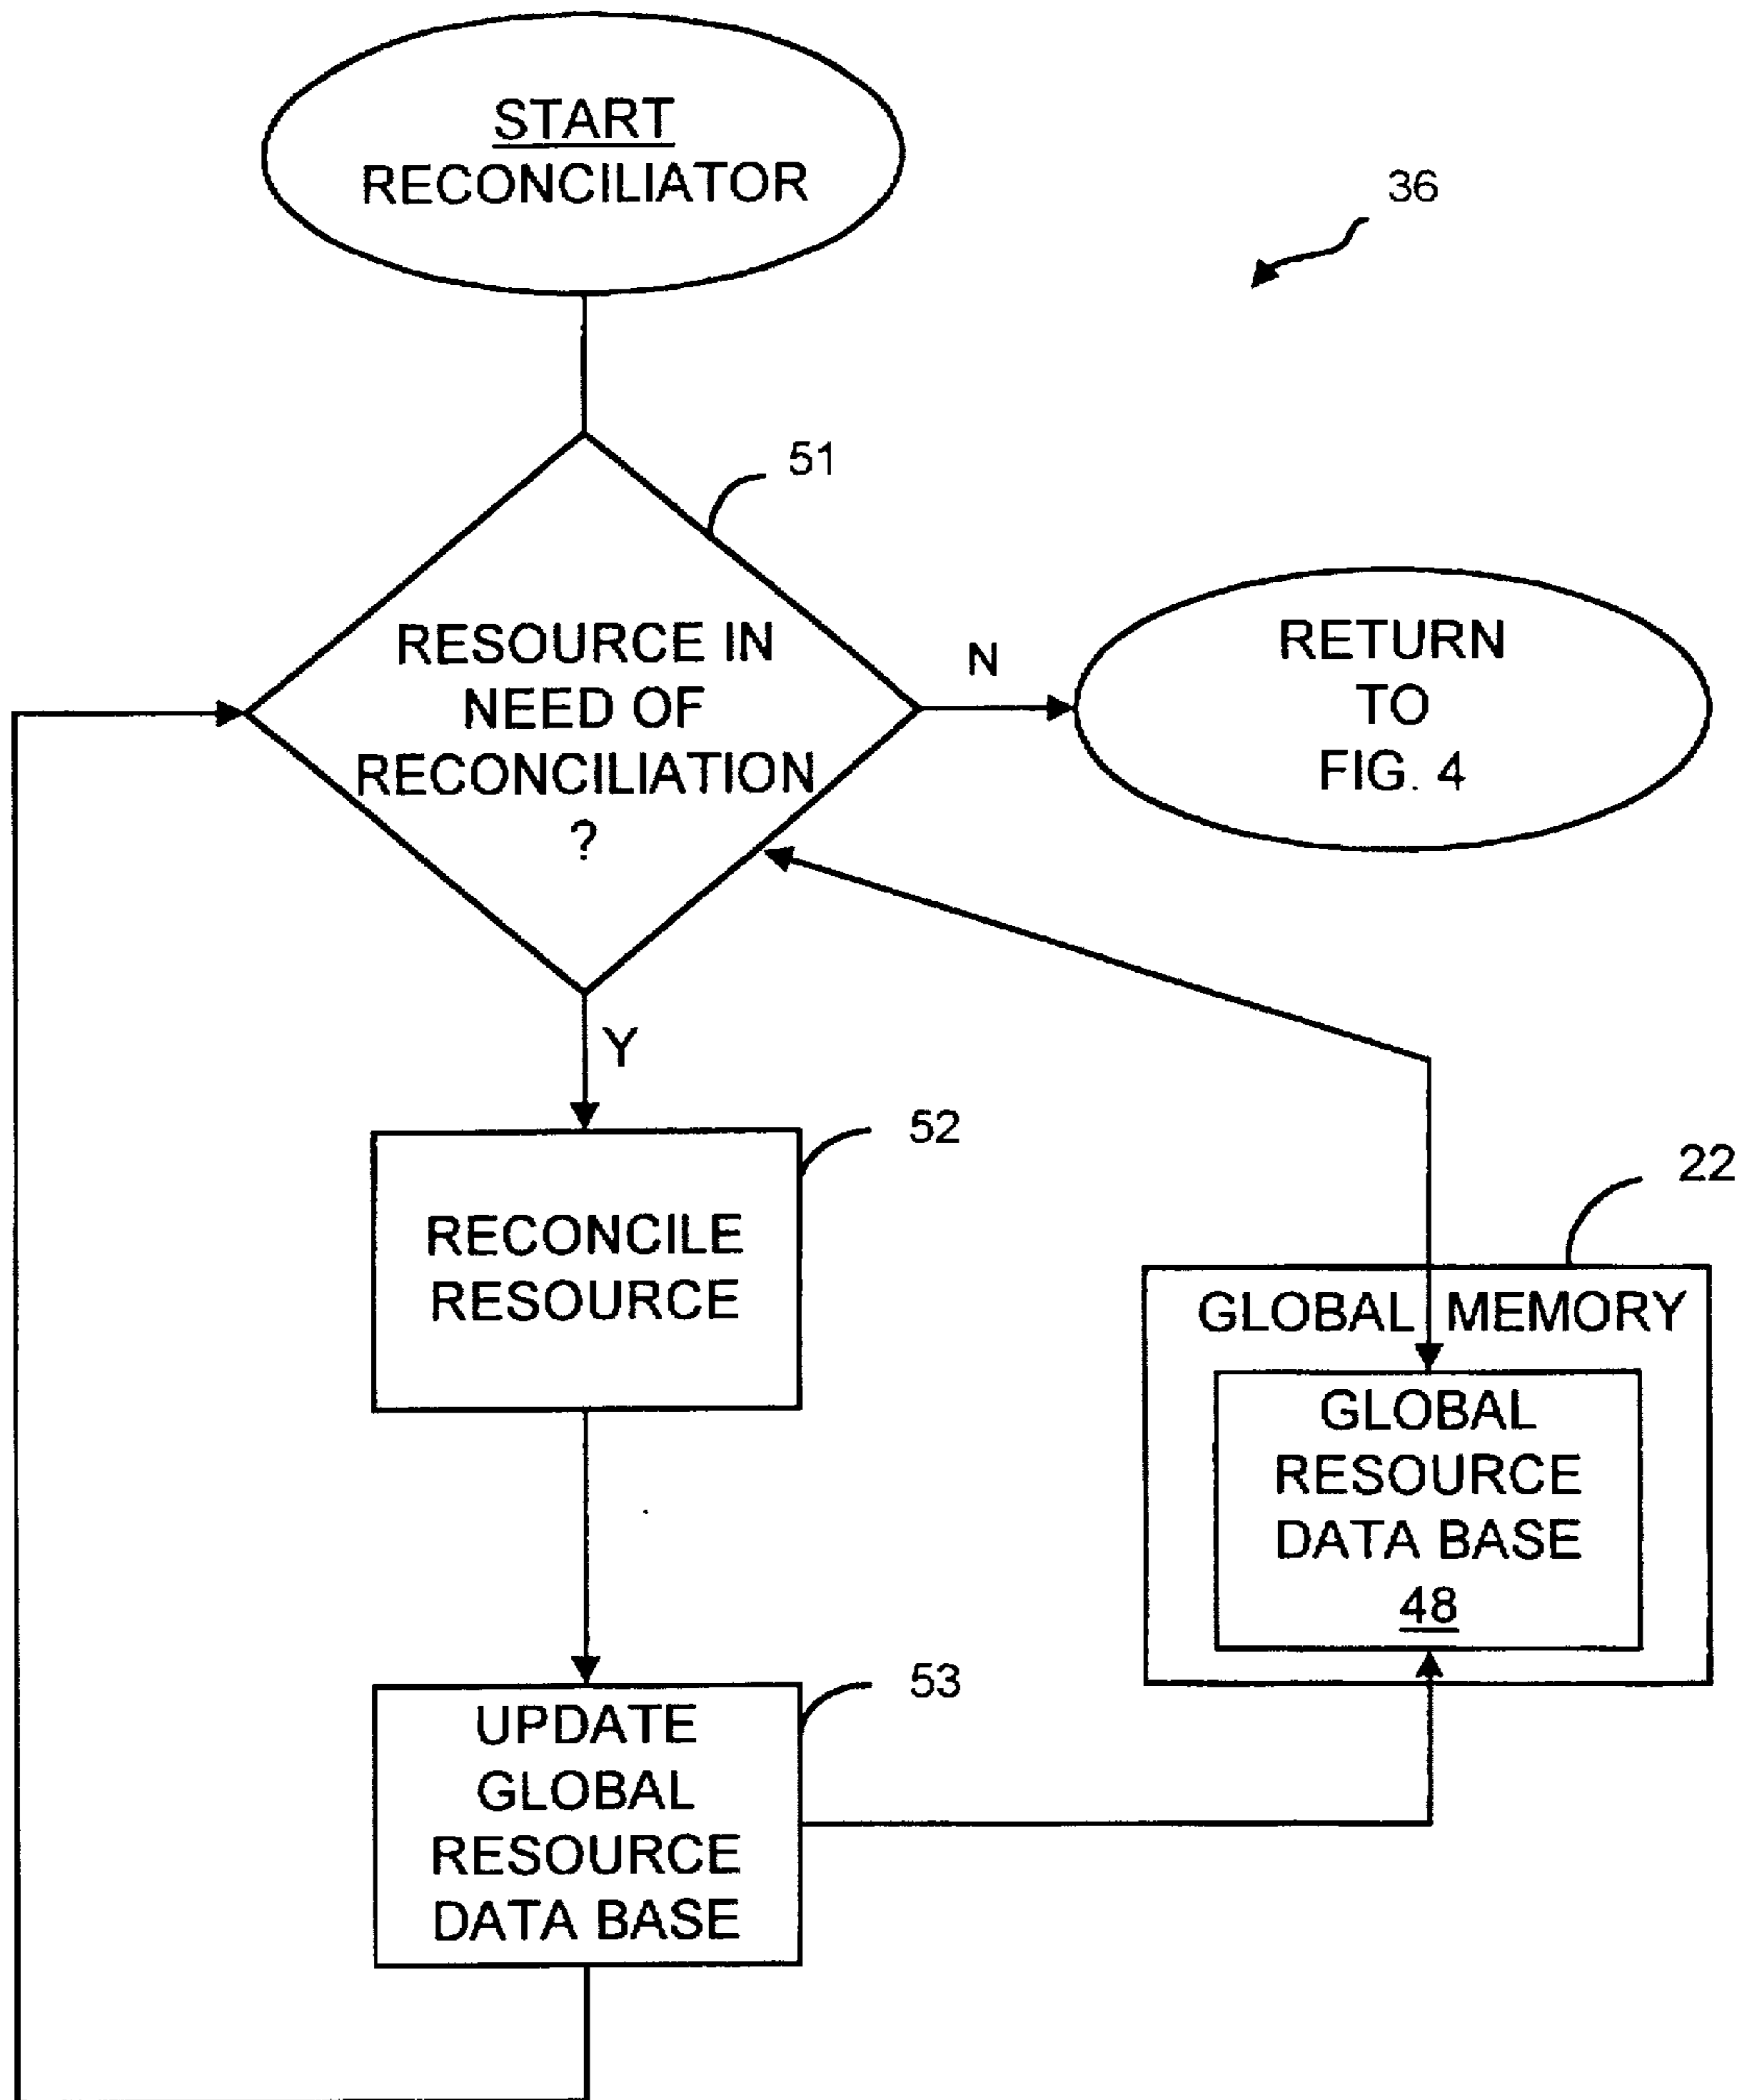 START
RECONCILIATOR
36
51
RESOURCE IN
NEED OF
RECONCILIATION
?
N
RETURN
TO
FIG. 4
Y
52
RECONCILE
RESOURCE
22
GLOBAL MEMORY
GLOBAL
RESOURCE
DATA BASE
48
53
UPDATE
GLOBAL
RESOURCE
DATA BASE